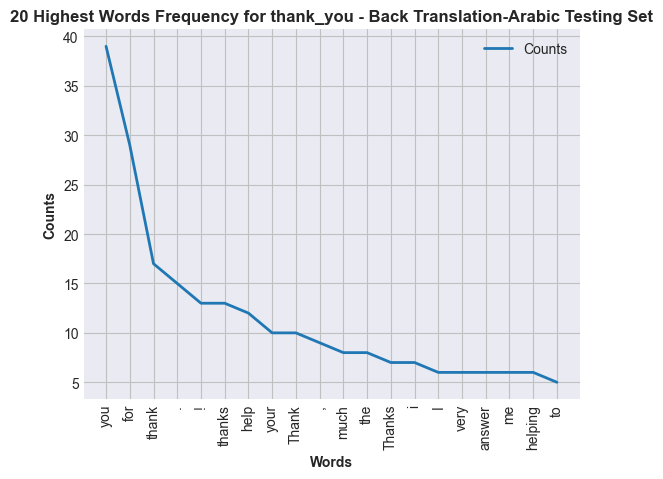 20 Highest Words Frequency for thank_you - Back Translation-Arabic Testing Set
Counts
Counts
40
35
30
25
20
15
10
5
you
for
thank
.
!
thanks
help
your
Thank
,
much
the
Thanks
i
I
very
answer
me
helping
to
Words